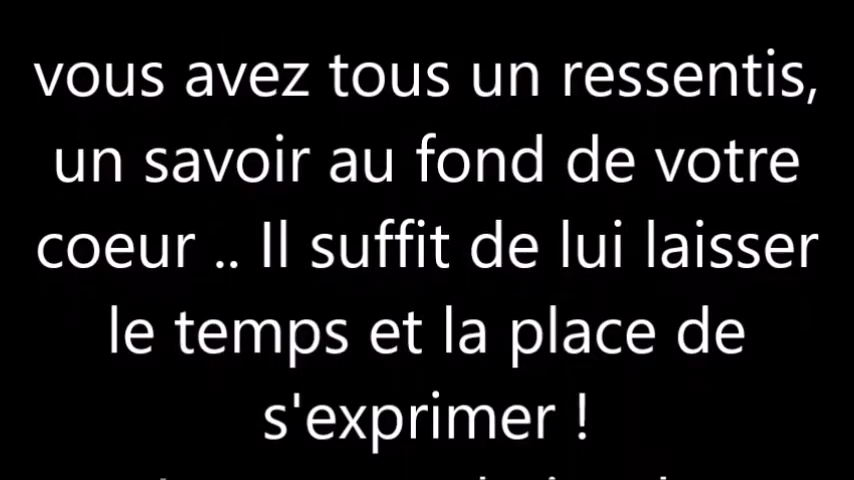 vous avez tous un ressentis,
un savoir au fond de votre
coeur .. Il suffit de lui laisser
le temps et la place de
s'exprimer !